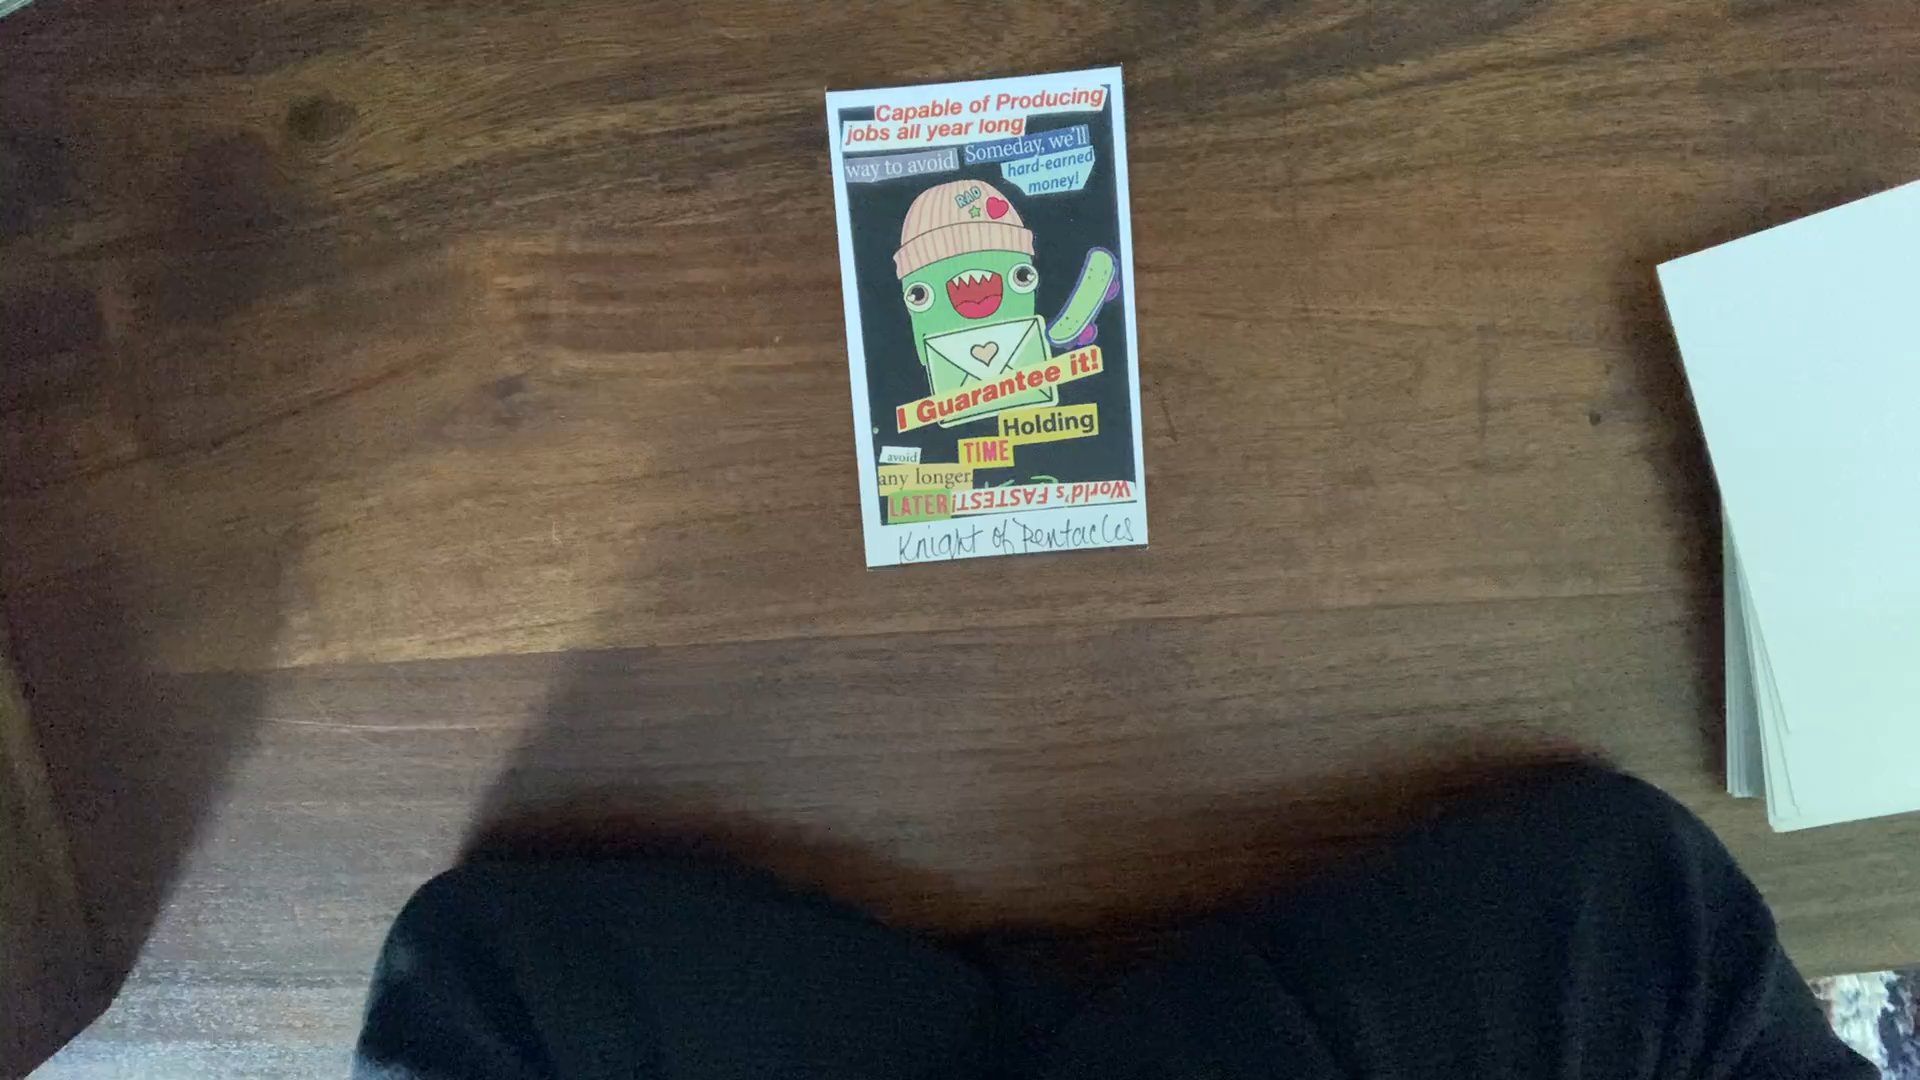 Capable of Producing
jobs all year long
way to avoid Someday, we'll
hard-earned
money!
RAD
I Guarantee it!
Holding
TIME
avoid
any longer.
LATER! World's FASTEST!
Knight of Pentacles